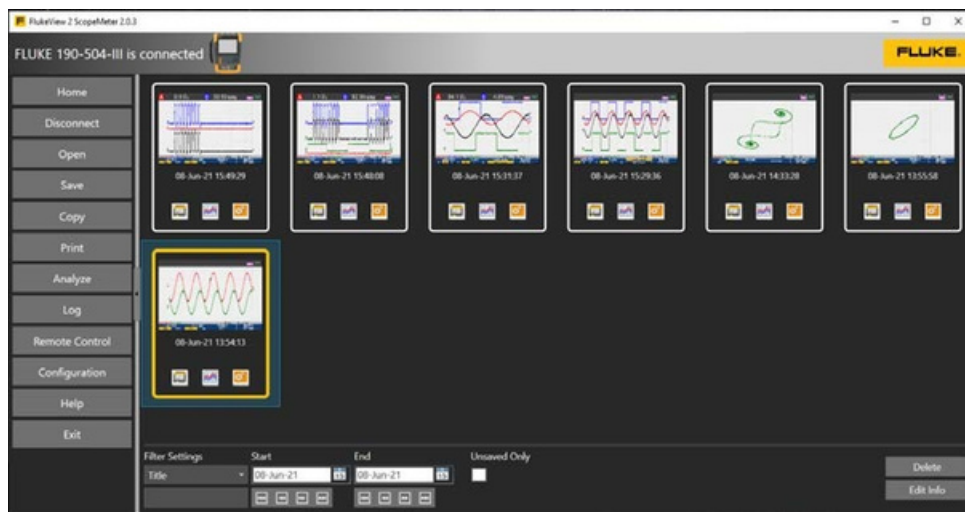 FlukeView 2 ScopeMeter 2.0.3
FLUKE 190-504-III is connected
FLUKE.
Home
Disconnect
Open
Save
Copy
Print
Analyze
Log
Remote Control
Configuration
Help
Exit
08-Jun-21 15:49:29
08-Jun-21 15:48:08
08-Jun-21 15:31:37
08-Jun-21 15:29:36
08-Jun-21 14:33:28
08-Jun-21 13:55:58
08-Jun-21 13:54:13
Filter Settings
Start
End
Unsaved Only
Title
08-Jun-21
08-Jun-21
Delete
Edit Info